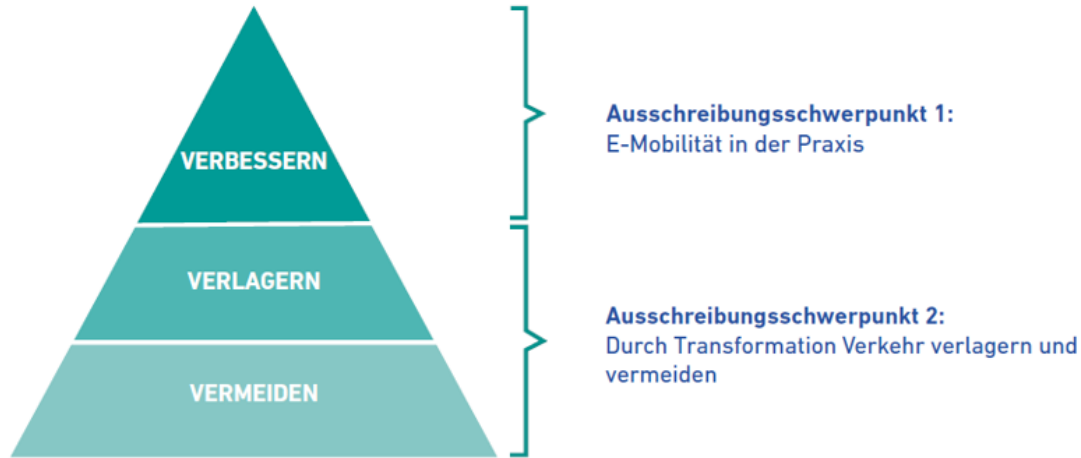 VERBESSERN
VERLAGERN
VERMEIDEN
Ausschreibungsschwerpunkt 1:
E-Mobilität in der Praxis
Ausschreibungsschwerpunkt 2:
Durch Transformation Verkehr verlagern und
vermeiden